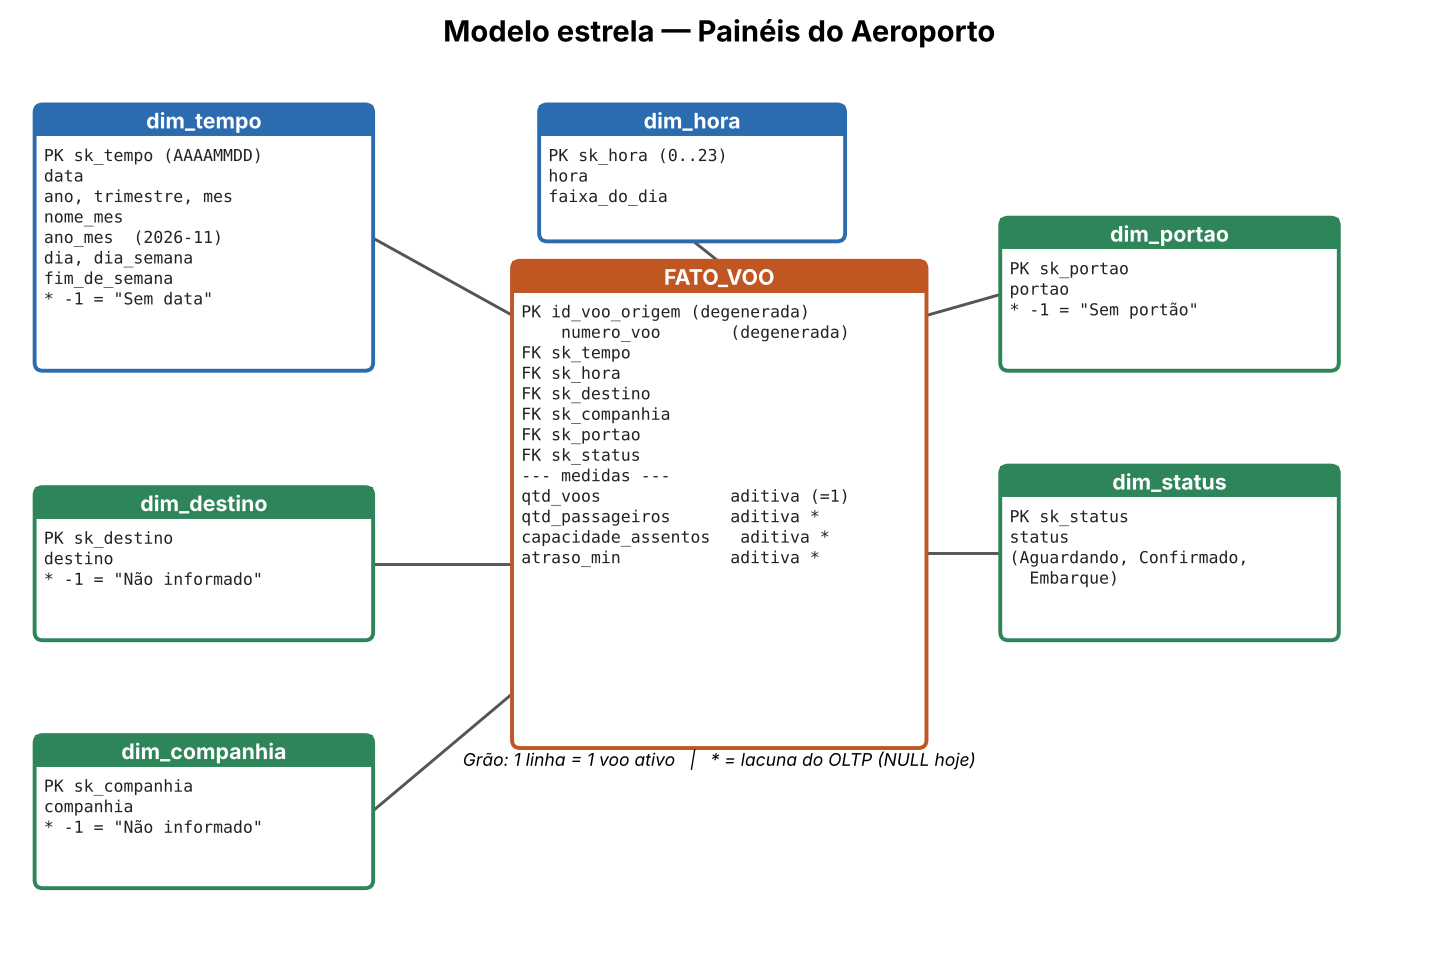 Modelo estrela — Painéis do Aeroporto
dim_tempo
PK sk_tempo (AAAAMMDD)
data
ano, trimestre, mes
nome_mes
ano_mes  (2026-11)
dia, dia_semana
fim_de_semana
* -1 = "Sem data"
dim_hora
PK sk_hora (0..23)
hora
faixa_do_dia
dim_portao
PK sk_portao
portao
* -1 = "Sem portão"
FATO_VOO
PK id_voo_origem (degenerada)
    numero_voo       (degenerada)
FK sk_tempo
FK sk_hora
FK sk_destino
FK sk_companhia
FK sk_portao
FK sk_status
--- medidas ---
qtd_voos             aditiva (=1)
qtd_passageiros      aditiva *
capacidade_assentos   aditiva *
atraso_min           aditiva *
dim_destino
PK sk_destino
destino
* -1 = "Não informado"
dim_status
PK sk_status
status
(Aguardando, Confirmado,
  Embarque)
dim_companhia
PK sk_companhia
companhia
* -1 = "Não informado"
Grão: 1 linha = 1 voo ativo  |  * = lacuna do OLTP (NULL hoje)